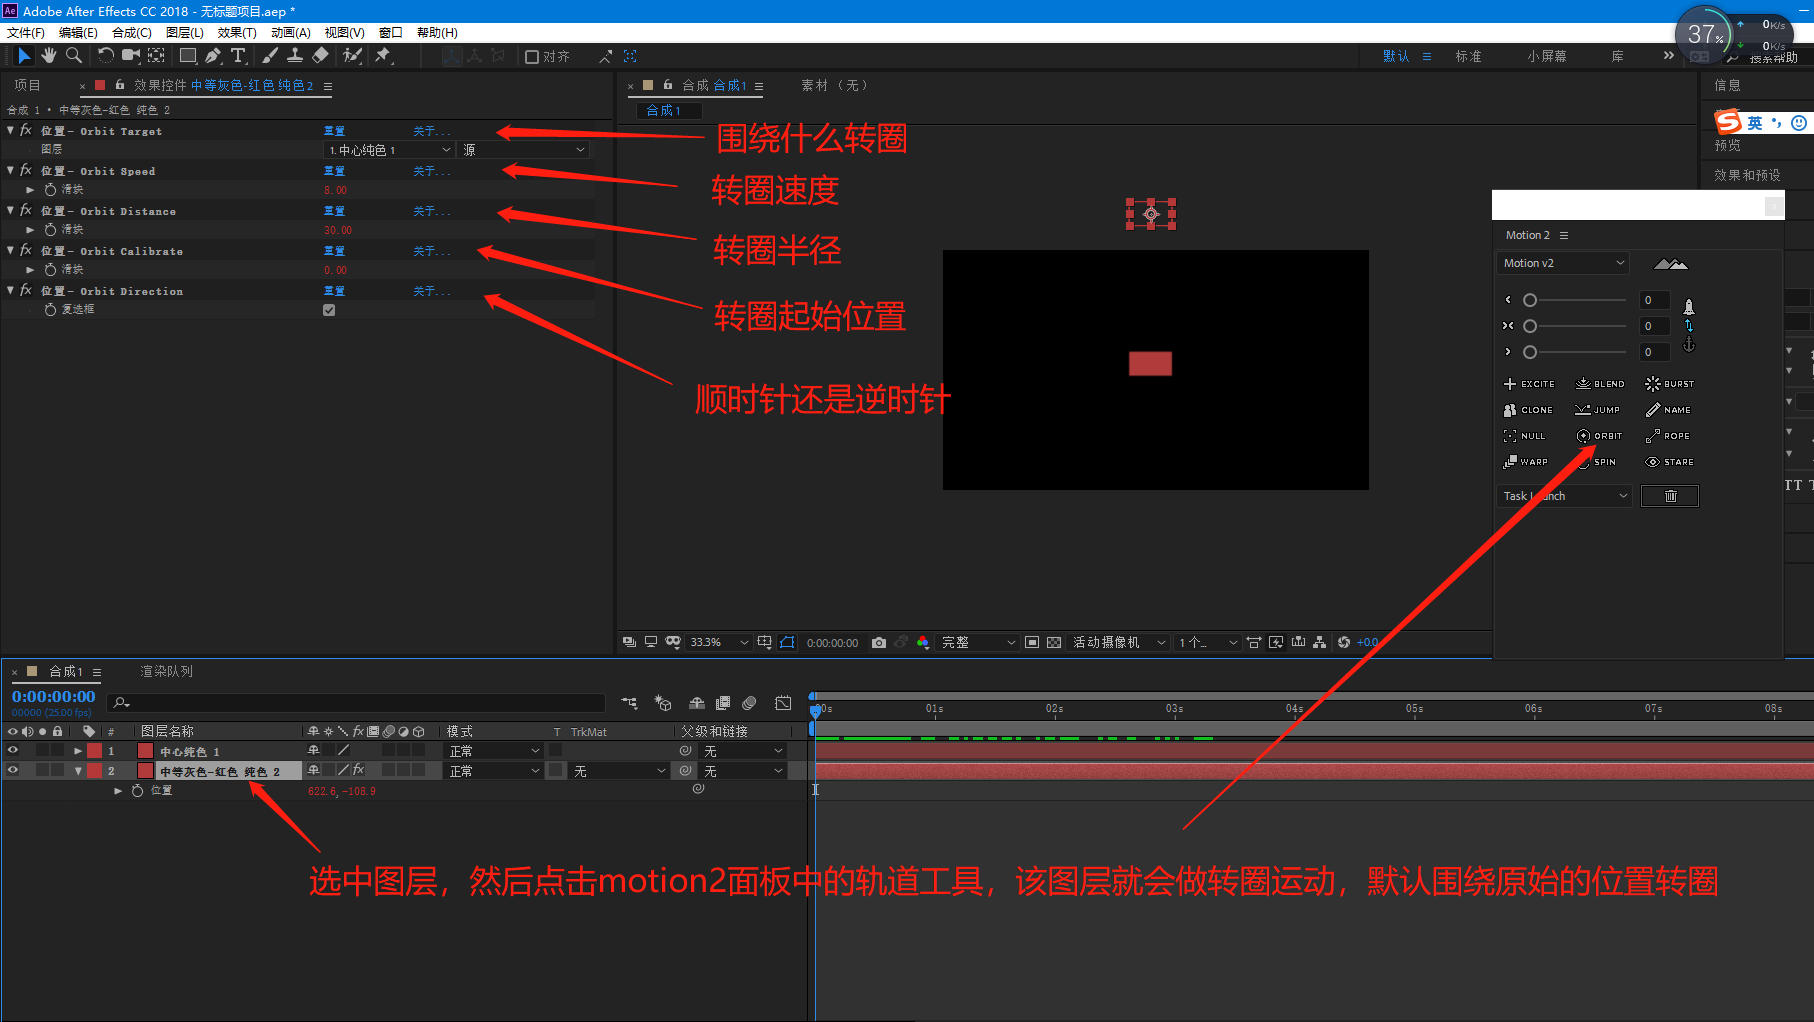 Ae Adobe After Effects CC 2018 - 无标题项目.aep *
文件(F) 编辑(E) 合成(C) 图层(L) 效果(T) 动画(A) 视图(V) 窗口 帮助(H)
37%
0K/s
0K/s
对齐
默认 标准 小屏幕 库 搜索帮助
项目 效果控件 中等灰色-红色 纯色 2
合成 合成1 素材 （无） 信息
合成 1 • 中等灰色-红色 纯色 2
合成1
英
fx 位置- Orbit Target 重置 关于...
图层 1. 中心纯色 1 源
围绕什么转圈
预览
fx 位置- Orbit Speed 重置 关于...
滑块 8.00
转圈速度
效果和预设
fx 位置- Orbit Distance 重置 关于...
滑块 30.00
转圈半径
fx 位置- Orbit Calibrate 重置 关于...
滑块 0.00
转圈起始位置
fx 位置- Orbit Direction 重置 关于...
复选框
顺时针还是逆时针
Motion 2
Motion v2
0
0
0
EXCITE BLEND BURST
CLONE JUMP NAME
NULL ORBIT ROPE
WARP SPIN STARE
TT
33.3% 0:00:00:00 完整 活动摄像机 1 个... +0.0
合成1 渲染队列
0:00:00:00
00000 (25.00 fps)
00s 01s 02s 03s 04s 05s 06s 07s 08s
# 图层名称 fx 模式 T TrkMat 父级和链接
1 中心纯色 1 正常 无
2 中等灰色-红色 纯色 2 fx 正常 无 无
位置 622.6,-108.9
选中图层，然后点击motion2面板中的轨道工具，该图层就会做转圈运动，默认围绕原始的位置转圈